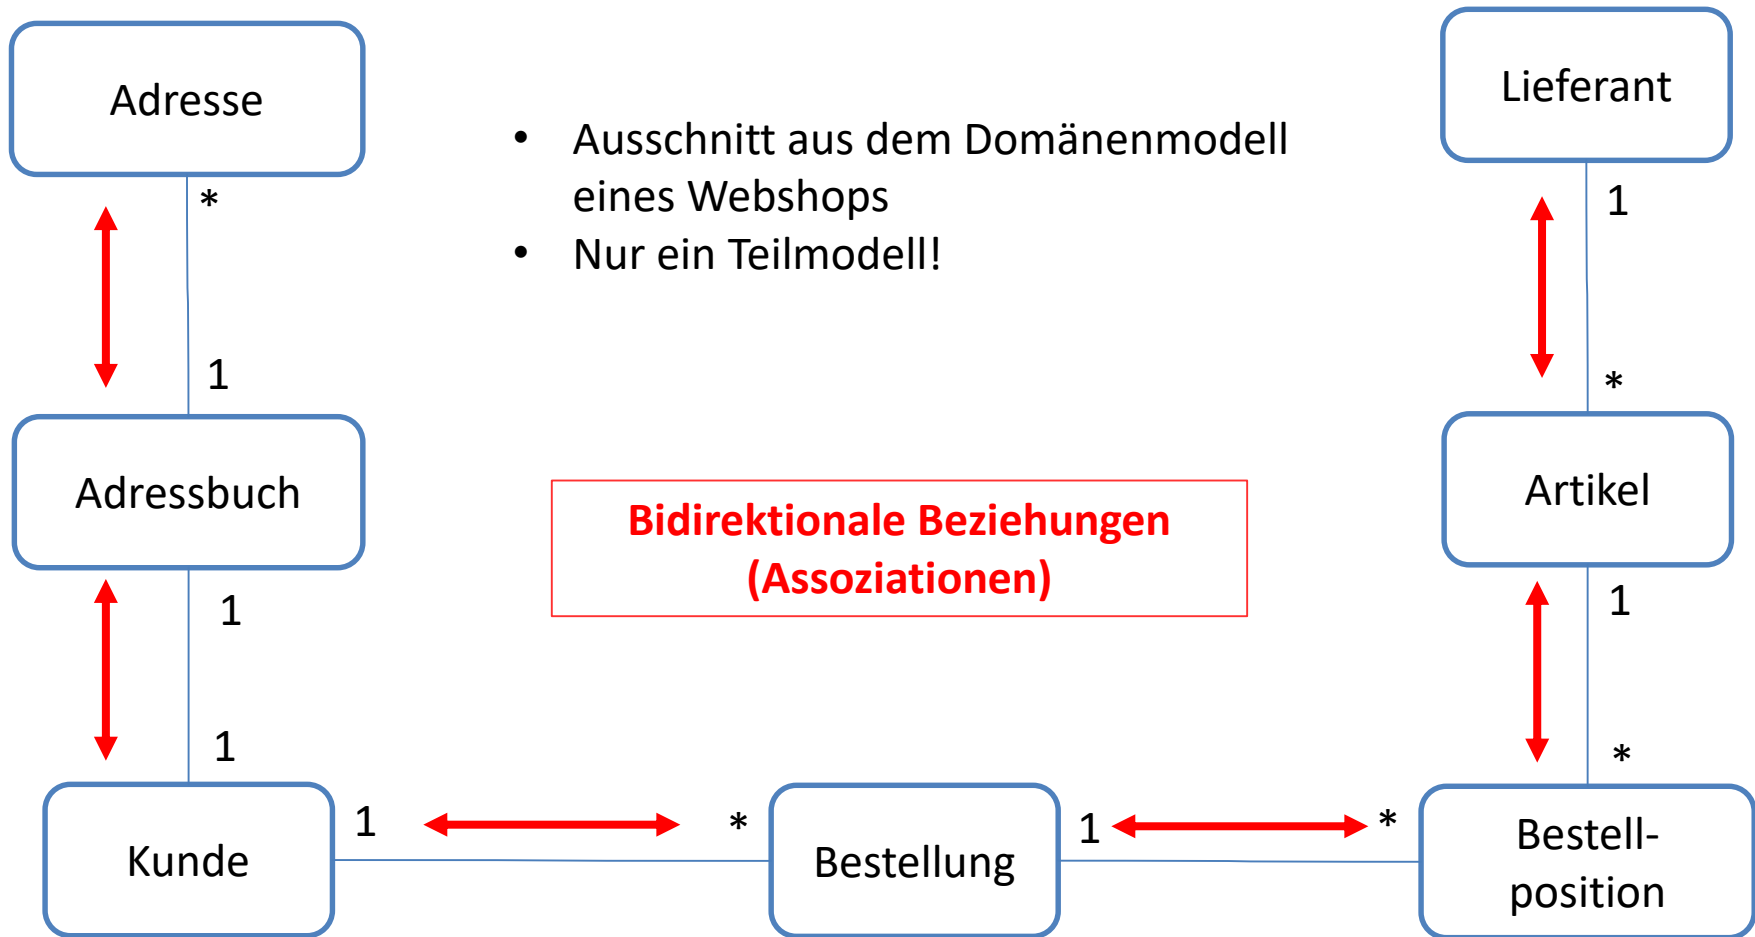 Adresse
Lieferant
• Ausschnitt aus dem Domänenmodell
eines Webshops
• Nur ein Teilmodell!
*
1
1
*
Adressbuch
Artikel
Bidirektionale Beziehungen
(Assoziationen)
1
1
1
*
Kunde
1
*
Bestellung
1
*
Bestell-
position